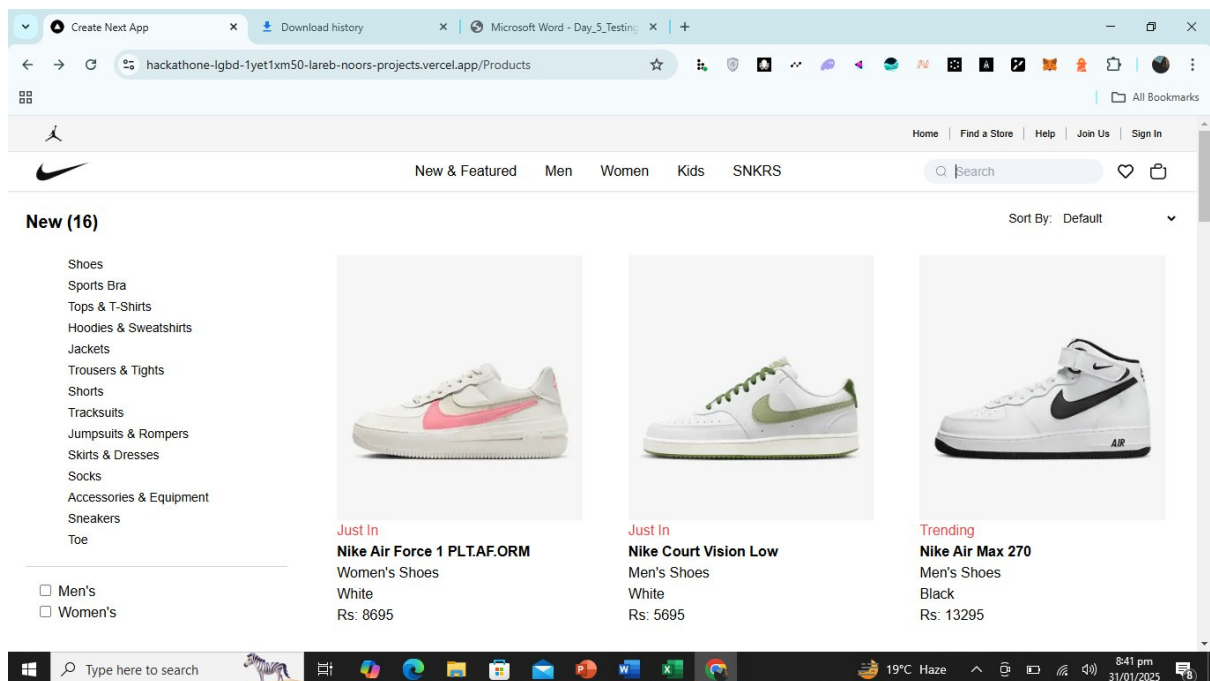 Create Next App
Download history
Microsoft Word - Day_5_Testing
hackathone-lgbd-1yet1xm50-lareb-noors-projects.vercel.app/Products
All Bookmarks
Home | Find a Store | Help | Join Us | Sign In
New & Featured Men Women Kids SNKRS Search
New (16)
Sort By: Default
Shoes
Sports Bra
Tops & T-Shirts
Hoodies & Sweatshirts
Jackets
Trousers & Tights
Shorts
Tracksuits
Jumpsuits & Rompers
Skirts & Dresses
Socks
Accessories & Equipment
Sneakers
Toe
Men's
Women's
AIR
Just In
Nike Air Force 1 PLT.AF.ORM
Women's Shoes
White
Rs: 8695
Just In
Nike Court Vision Low
Men's Shoes
White
Rs: 5695
Trending
Nike Air Max 270
Men's Shoes
Black
Rs: 13295
Type here to search
19°C Haze
8:41 pm
31/01/2025
8